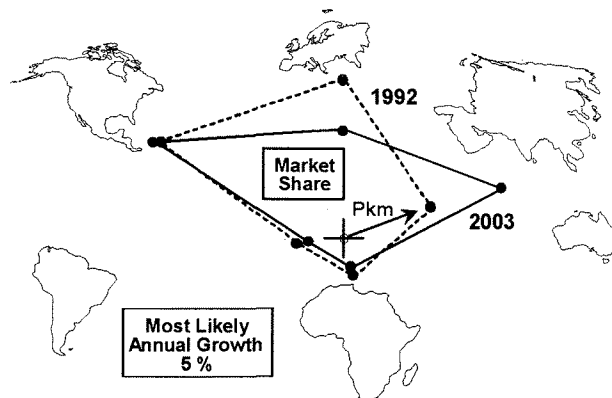 1992
Market
Share
Pkm
2003
Most Likely
Annual Growth
5 %